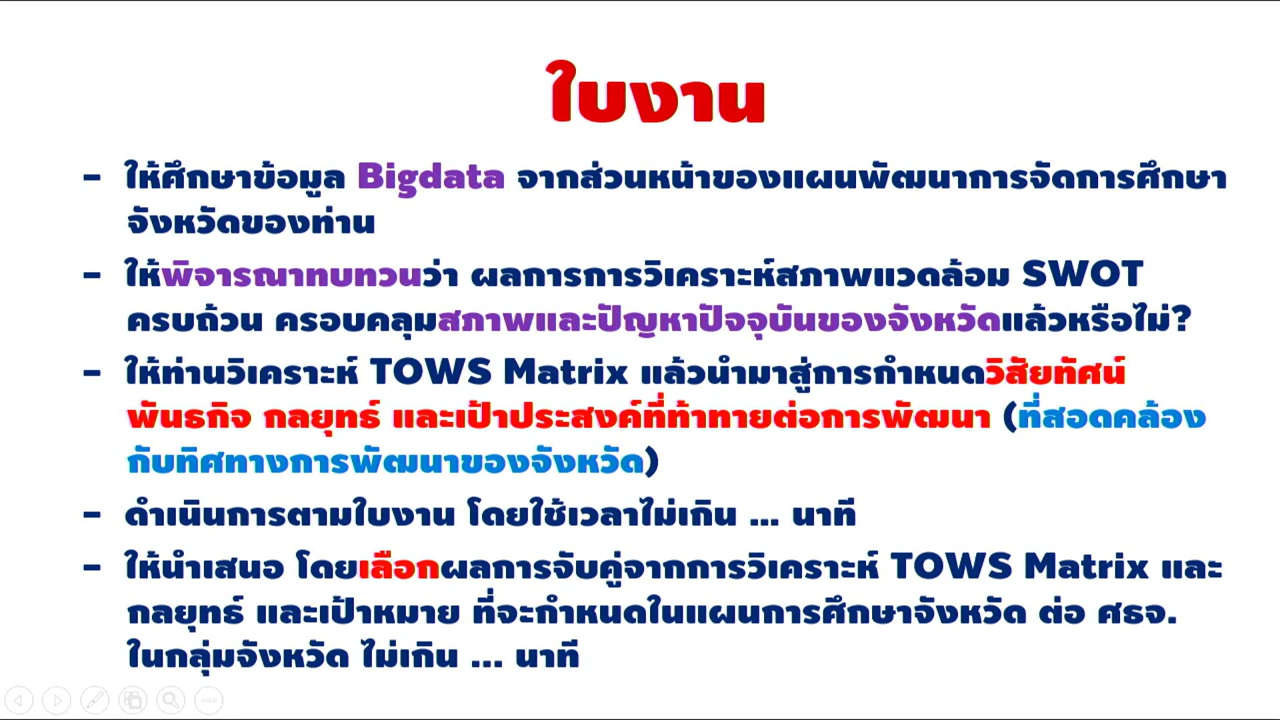 ใบงาน
- ให้ศึกษาข้อมูล Bigdata จากส่วนหน้าของแผนพัฒนาการจัดการศึกษา
จังหวัดของท่าน
- ให้พิจารณาทบทวนว่า ผลการการวิเคราะห์สภาพแวดล้อม SWOT
ครบถ้วน ครอบคลุมสภาพและปัญหาปัจจุบันของจังหวัดแล้วหรือไม่?
- ให้ท่านวิเคราะห์ TOWS Matrix แล้วนำมาสู่การกำหนดวิสัยทัศน์
พันธกิจ กลยุทธ์ และเป้าประสงค์ที่ท้าทายต่อการพัฒนา (ที่สอดคล้อง
กับทิศทางการพัฒนาของจังหวัด)
- ดำเนินการตามใบงาน โดยใช้เวลาไม่เกิน ... นาที
- ให้นำเสนอ โดยเลือกผลการจับคู่จากการวิเคราะห์ TOWS Matrix และ
กลยุทธ์ และเป้าหมาย ที่จะกำหนดในแผนการศึกษาจังหวัด ต่อ ศธจ.
ในกลุ่มจังหวัด ไม่เกิน ... นาที